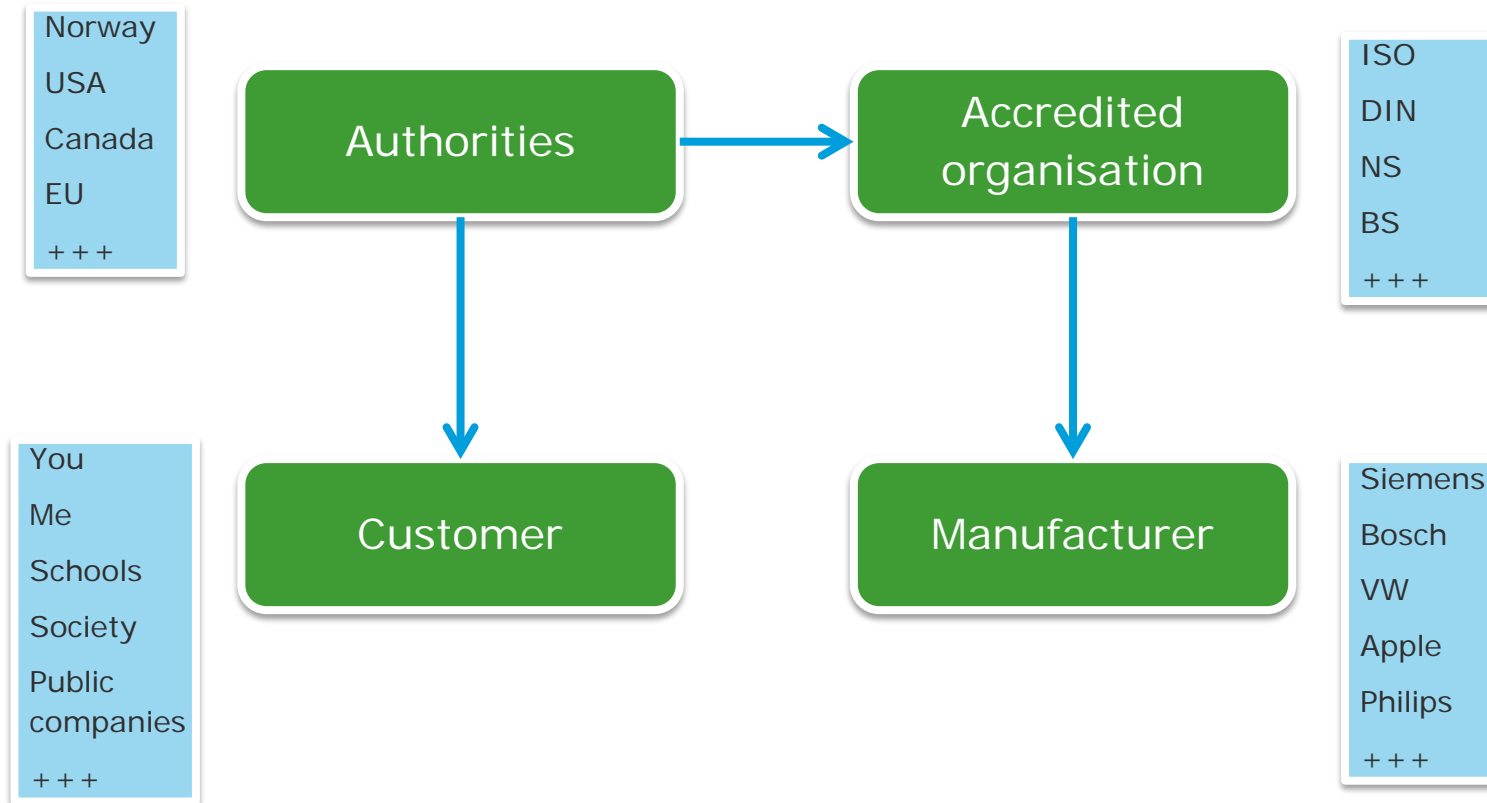 Norway
USA
Canada
EU
+++
Authorities
Accredited
organisation
ISO
DIN
NS
BS
+++
You
Me
Schools
Society
Public
companies
+++
Customer
Manufacturer
Siemens
Bosch
VW
Apple
Philips
+++